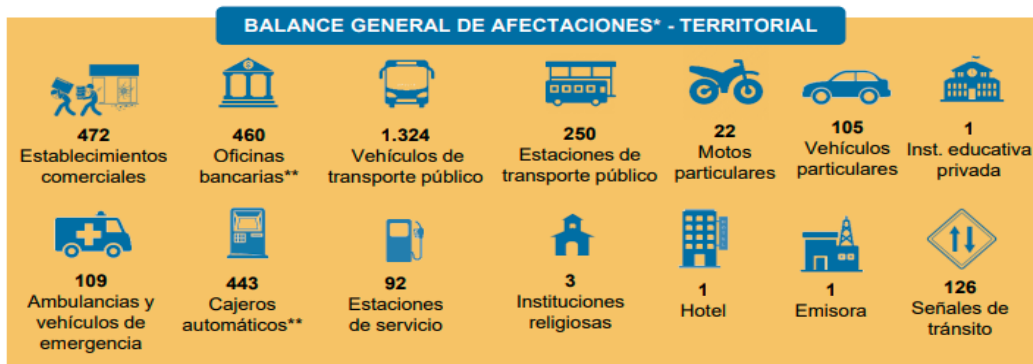 BALANCE GENERAL DE AFECTACIONES* - TERRITORIAL
472
Establecimientos
comerciales
460
Oficinas
bancarias**
1.324
Vehículos de
transporte público
250
Estaciones de
transporte público
22
Motos
particulares
105
Vehículos
particulares
1
Inst. educativa
privada
109
Ambulancias y
vehículos de
emergencia
443
Cajeros
automáticos**
92
Estaciones
de servicio
3
Instituciones
religiosas
1
Hotel
1
Emisora
126
Señales de
tránsito